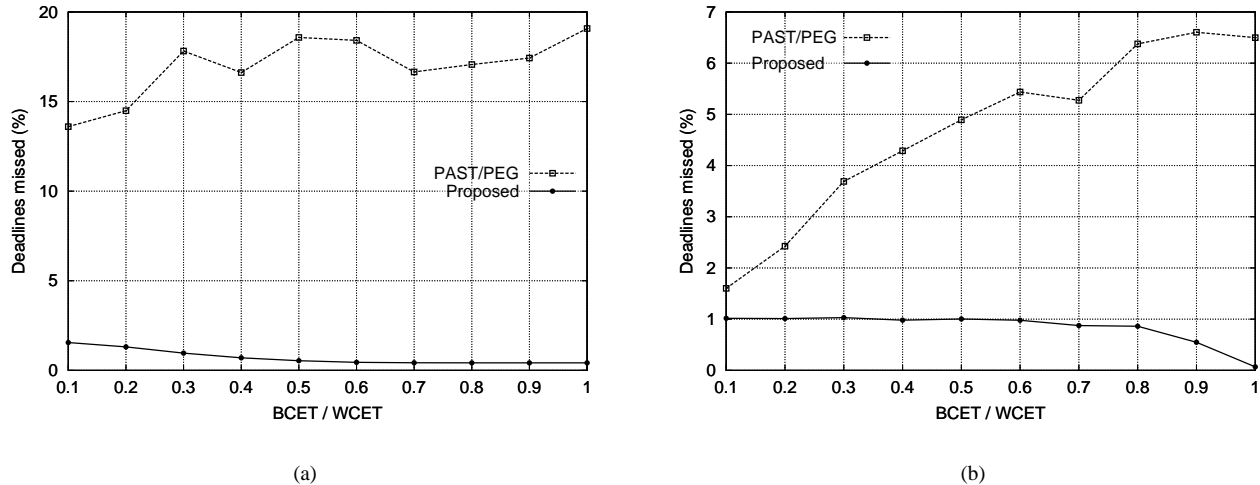 20
15
10
5
0
Deadlines missed (%)
PAST/PEG
Proposed
0.1 0.2 0.3 0.4 0.5 0.6 0.7 0.8 0.9 1
BCET / WCET
(a)
7
6
5
4
3
2
1
0
Deadlines missed (%)
PAST/PEG
Proposed
0.1 0.2 0.3 0.4 0.5 0.6 0.7 0.8 0.9 1
BCET / WCET
(b)